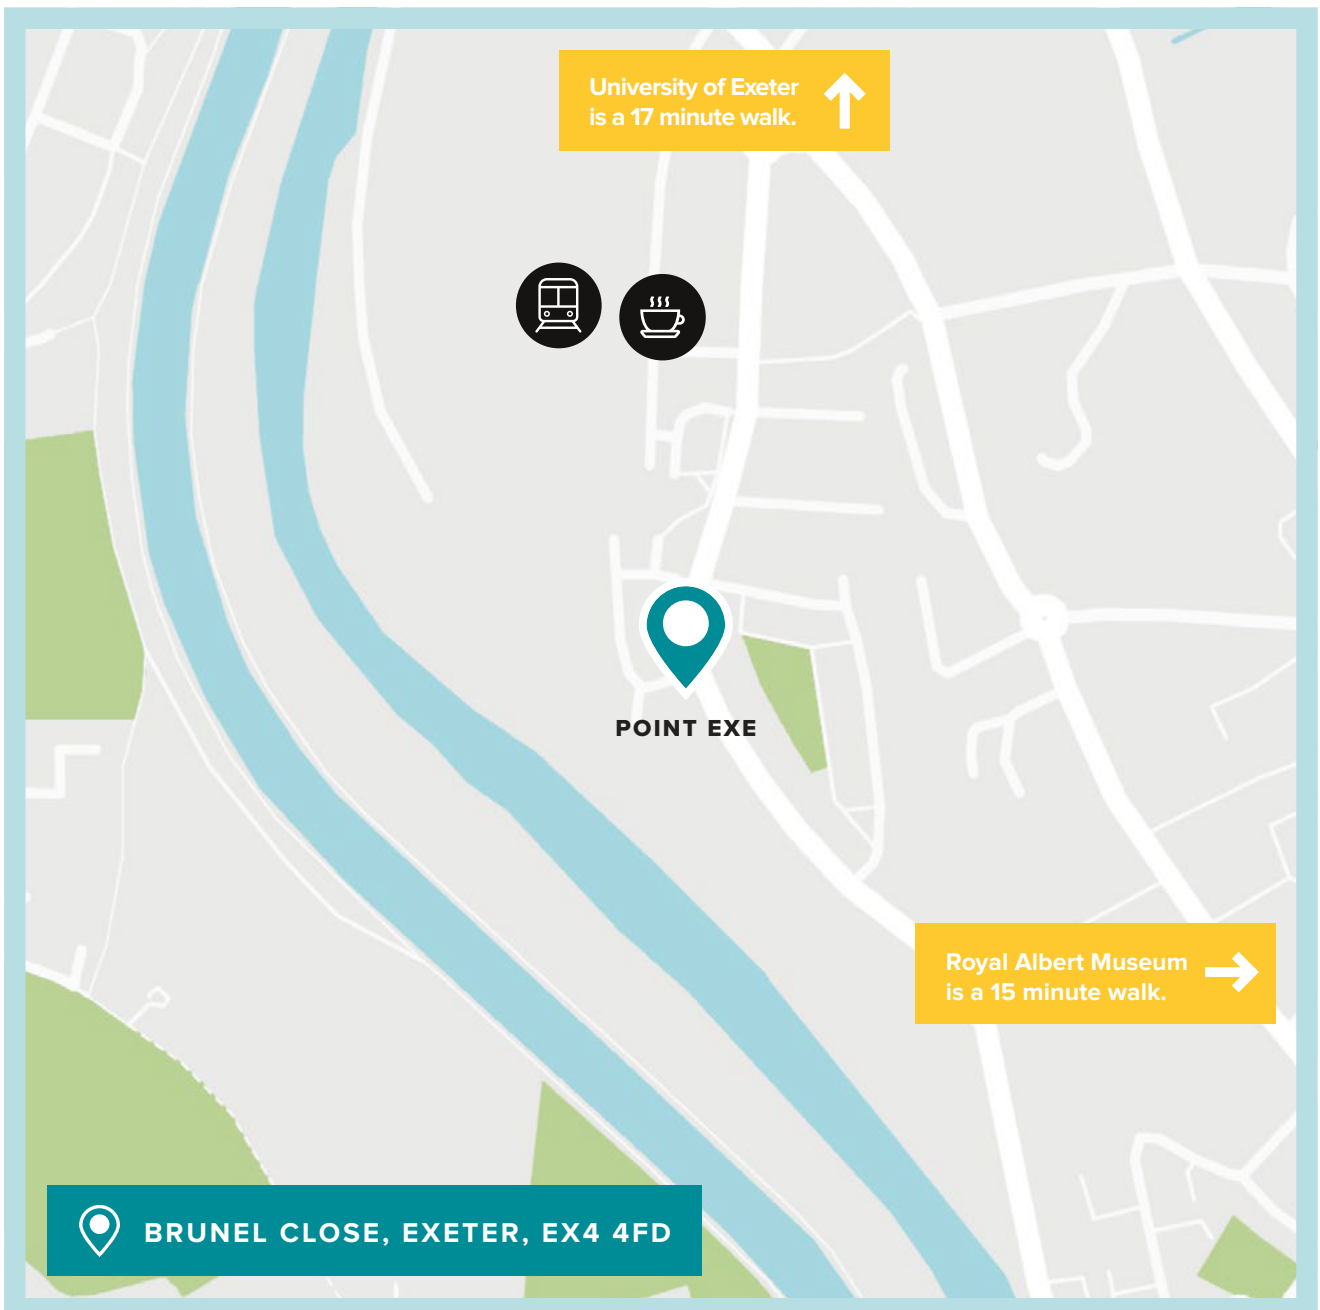 University of Exeter
is a 17 minute walk.
POINT EXE
Royal Albert Museum
is a 15 minute walk.
BRUNEL CLOSE, EXETER, EX4 4FD